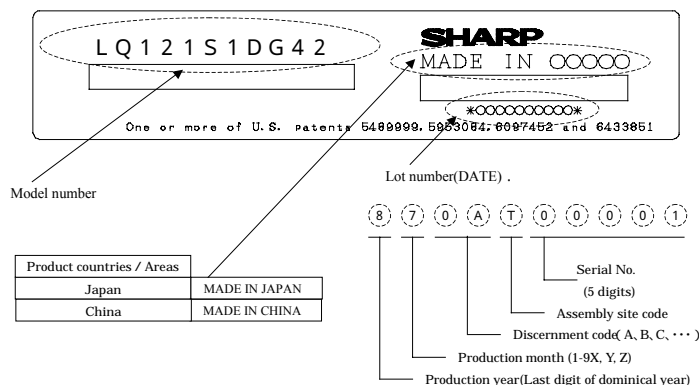 LQ121S1DG42
SHARP
MADE IN OOOOO
*OOOOOOOOOO*
One or more of U.S. patents 5489999,5953064,6097452 and 6433851
Model number
Lot number(DATE) .
8 7 0 A T 0 0 0 0 1
Product countries / Areas
Japan MADE IN JAPAN
China MADE IN CHINA
Serial No.
(5 digits)
Assembly site code
Discernment code( A、B、C、・・・ )
Production month (1-9X, Y, Z)
Production year(Last digit of dominical year)